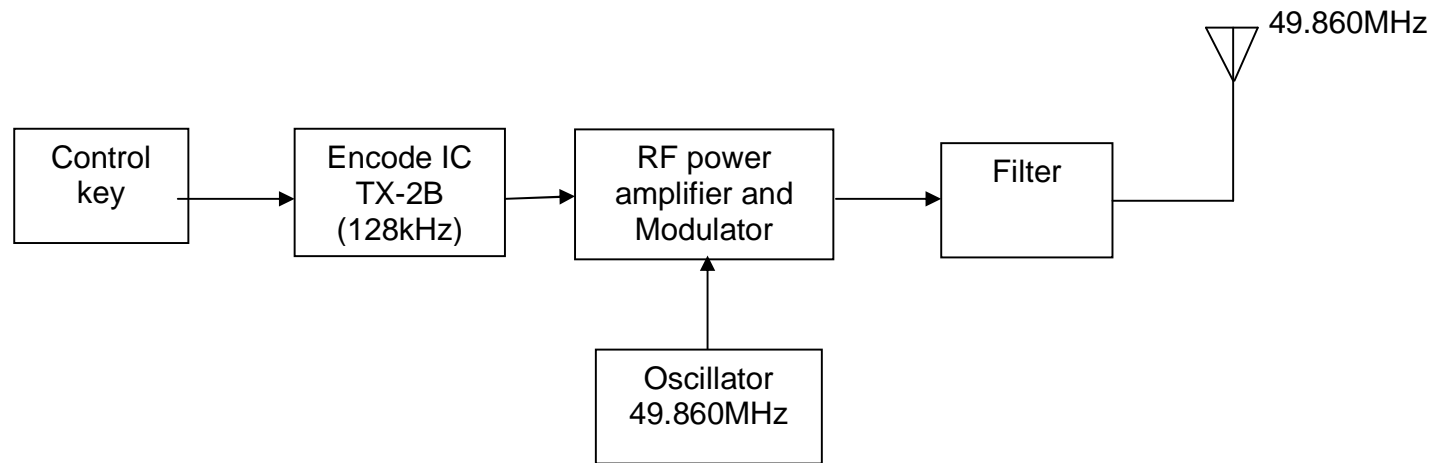 49.860MHz
Control
key
Encode IC
TX-2B
(128kHz)
RF power
amplifier and
Modulator
Filter
Oscillator
49.860MHz